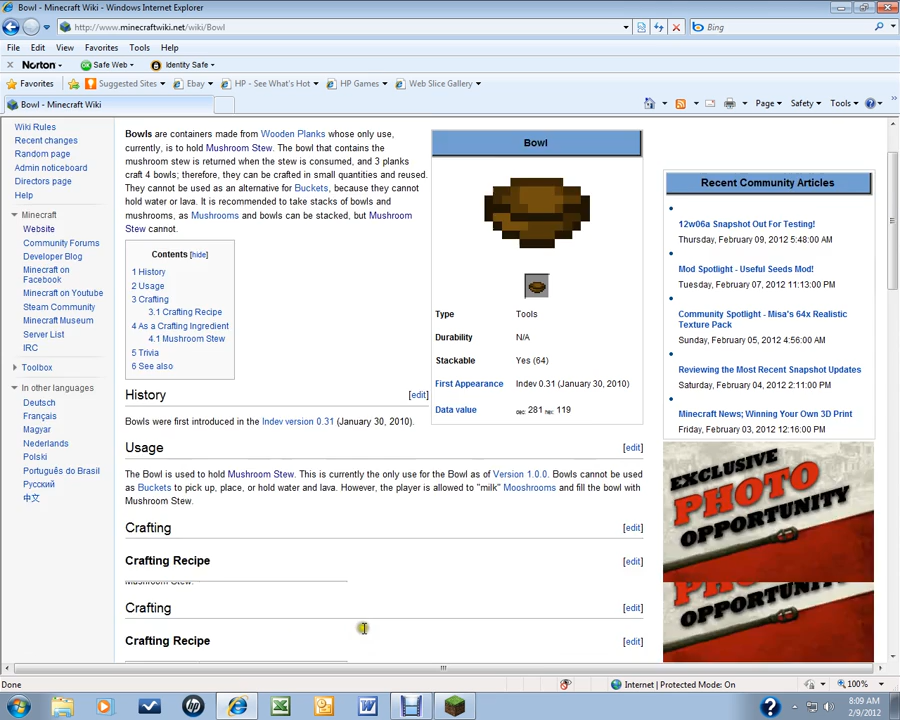 Bowl - Minecraft Wiki - Windows Internet Explorer
http://www.minecraftwiki.net/wiki/Bowl
Bing
File Edit View Favorites Tools Help
Norton Safe Web Identity Safe
Favorites Suggested Sites Ebay HP - See What's Hot HP Games Web Slice Gallery
Bowl - Minecraft Wiki
Page Safety Tools
Wiki Rules
Recent changes
Random page
Admin noticeboard
Directors page
Help
Minecraft
Website
Community Forums
Developer Blog
Minecraft on
Facebook
Minecraft on Youtube
Steam Community
Minecraft Museum
Server List
IRC
Toolbox
In other languages
Deutsch
Français
Magyar
Nederlands
Polski
Português do Brasil
Русский
中文
Bowls are containers made from Wooden Planks whose only use,
currently, is to hold Mushroom Stew. The bowl that contains the
mushroom stew is returned when the stew is consumed, and 3 planks
craft 4 bowls; therefore, they can be crafted in small quantities and reused.
They cannot be used as an alternative for Buckets, because they cannot
hold water or lava. It is recommended to take stacks of bowls and
mushrooms, as Mushrooms and bowls can be stacked, but Mushroom
Stew cannot.
Contents [hide]
1 History
2 Usage
3 Crafting
3.1 Crafting Recipe
4 As a Crafting Ingredient
4.1 Mushroom Stew
5 Trivia
6 See also
Bowl
Type Tools
Durability N/A
Stackable Yes (64)
First Appearance Indev 0.31 (January 30, 2010)
Data value dec: 281 hex: 119
History [edit]
Bowls were first introduced in the Indev version 0.31 (January 30, 2010).
Usage [edit]
The Bowl is used to hold Mushroom Stew. This is currently the only use for the Bowl as of Version 1.0.0. Bowls cannot be used
as Buckets to pick up, place, or hold water and lava. However, the player is allowed to "milk" Mooshrooms and fill the bowl with
Mushroom Stew.
Crafting [edit]
Crafting Recipe [edit]
Mushroom Stew.
Crafting [edit]
Crafting Recipe [edit]
Recent Community Articles
12w06a Snapshot Out For Testing!
Thursday, February 09, 2012 5:48:00 AM
Mod Spotlight - Useful Seeds Mod!
Tuesday, February 07, 2012 11:13:00 PM
Community Spotlight - Misa's 64x Realistic
Texture Pack
Sunday, February 05, 2012 4:56:00 AM
Reviewing the Most Recent Snapshot Updates
Saturday, February 04, 2012 2:11:00 PM
Minecraft News; Winning Your Own 3D Print
Friday, February 03, 2012 12:16:00 PM
EXCLUSIVE
PHOTO
OPPORTUNITY
PHOTO
OPPORTUNITY
Done Internet | Protected Mode: On 100%
hp
8:09 AM
2/9/2012